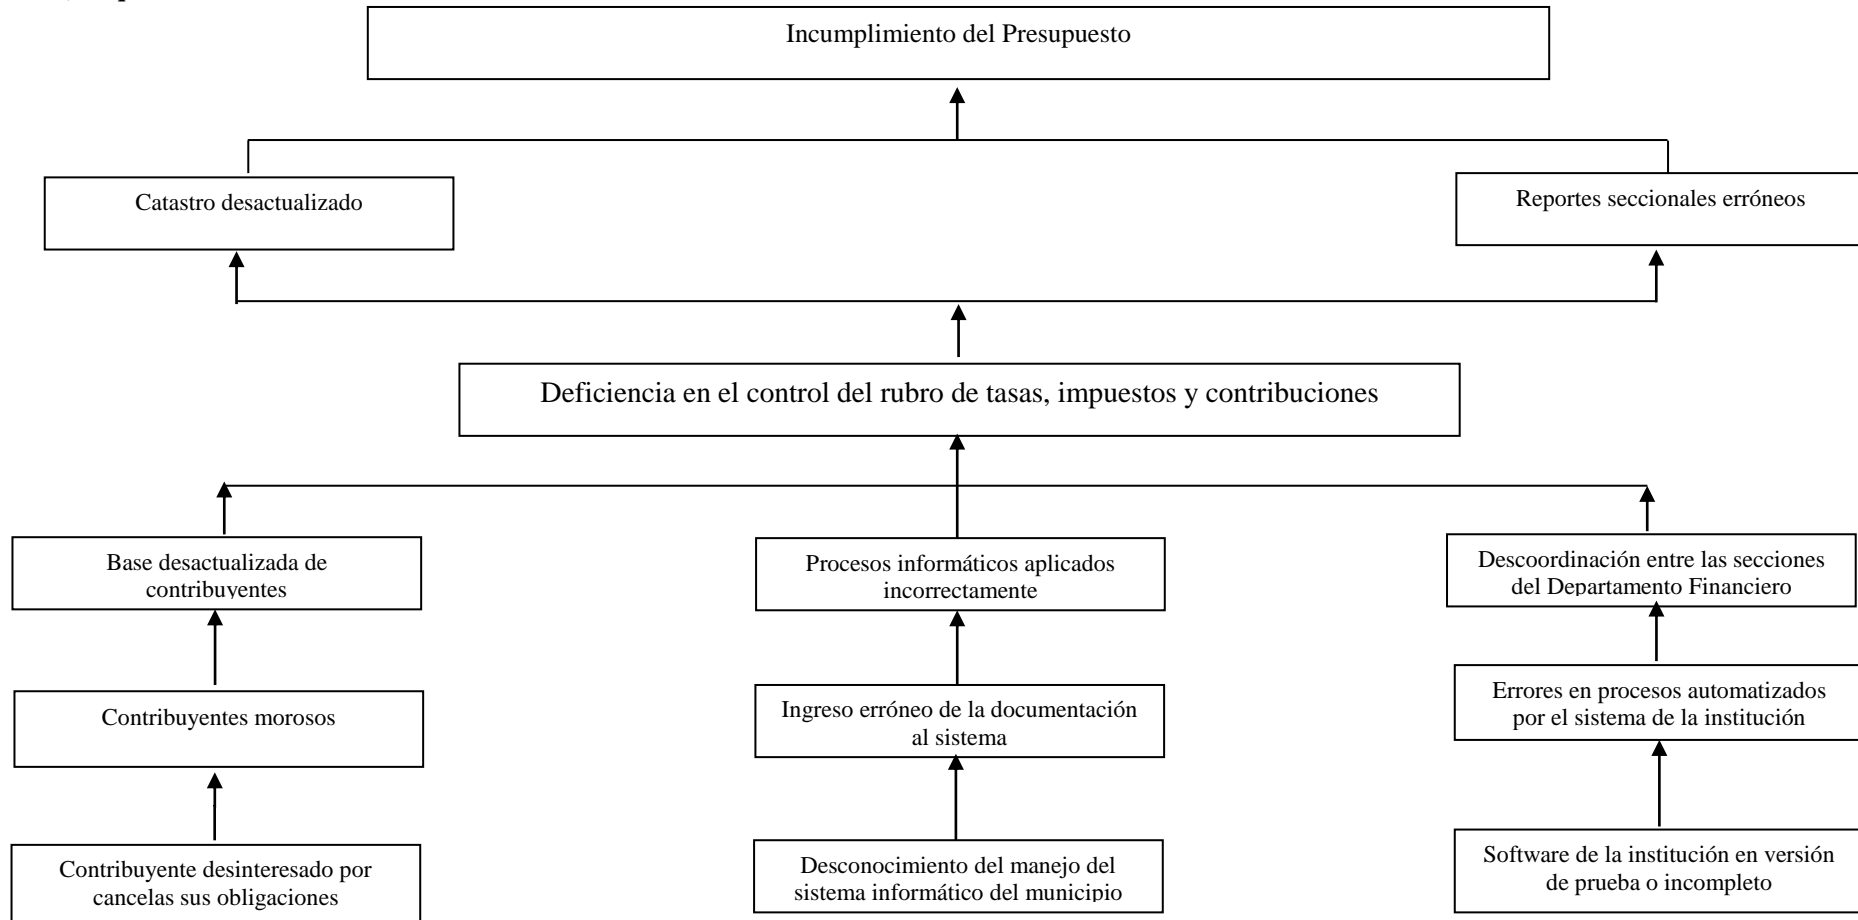 Incumplimiento del Presupuesto
Catastro desactualizado
Reportes seccionales erróneos
Deficiencia en el control del rubro de tasas, impuestos y contribuciones
Base desactualizada de
contribuyentes
Procesos informáticos aplicados
incorrectamente
Descoordinación entre las secciones
del Departamento Financiero
Contribuyentes morosos
Ingreso erróneo de la documentación
al sistema
Errores en procesos automatizados
por el sistema de la institución
Contribuyente desinteresado por
cancelas sus obligaciones
Desconocimiento del manejo del
sistema informático del municipio
Software de la institución en versión
de prueba o incompleto